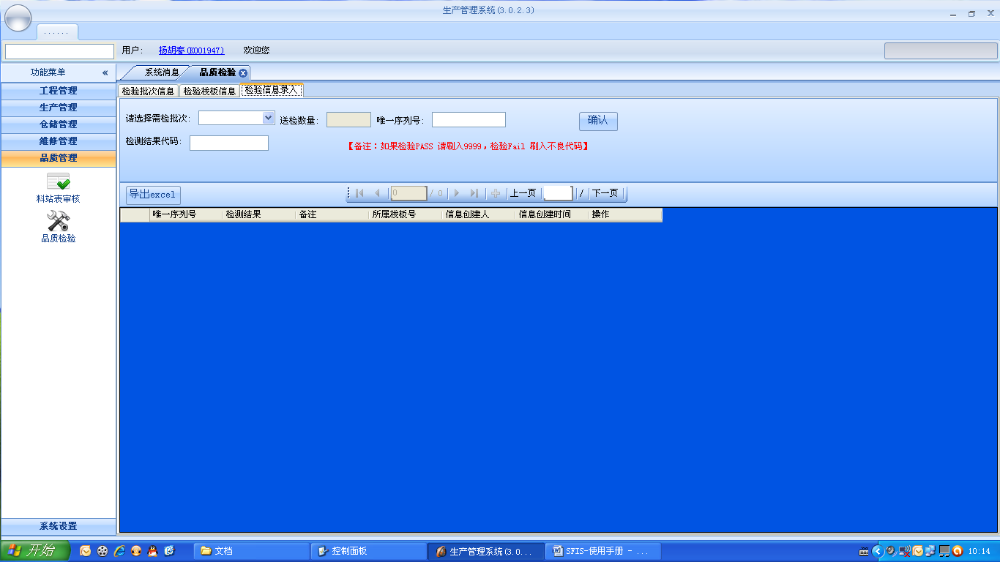 生产管理系统(3.0.2.3)
......
用户: 杨胡春(K001947) 欢迎您
功能菜单 «
系统消息 品质检验
工程管理
生产管理
仓储管理
维修管理
品质管理
料站表审核
品质检验
系统设置
检验批次信息 检验栈板信息 检验信息录入
请选择需检批次: 送检数量: 唯一序列号: 确认
检测结果代码: 【备注：如果检验PASS 请刷入9999，检验Fail 刷入不良代码】
导出excel 0 / 0 上一页 / 下一页
唯一序列号 检测结果 备注 所属栈板号 信息创建人 信息创建时间 操作
开始 文档 控制面板 生产管理系统(3.0... SFIS-使用手册 - ... 10:14